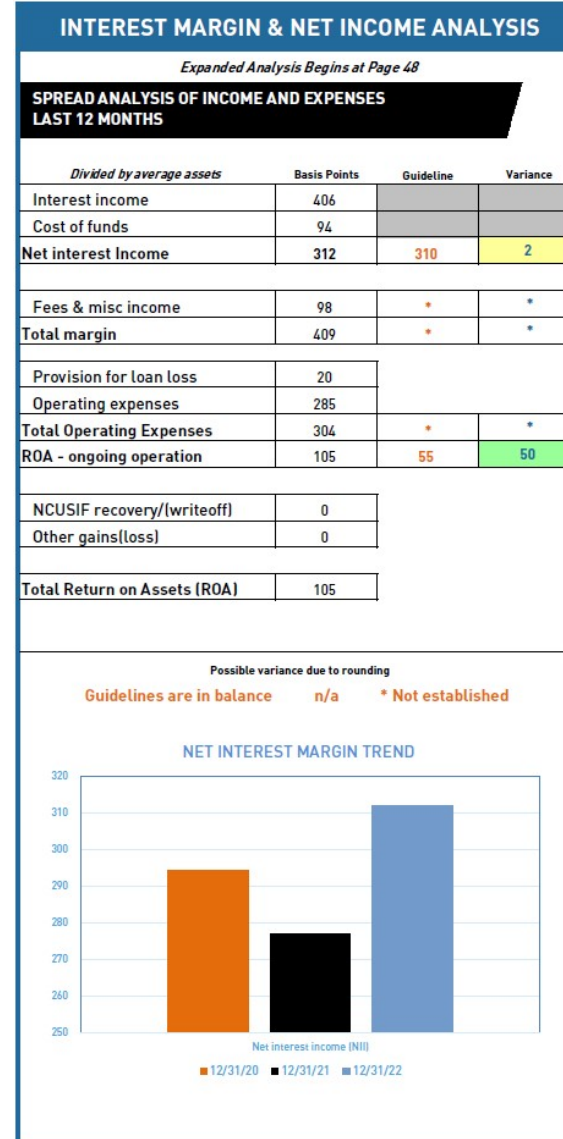 INTEREST MARGIN & NET INCOME ANALYSIS
Expanded Analysis Begins at Page 48
SPREAD ANALYSIS OF INCOME AND EXPENSES
LAST 12 MONTHS
Divided by average assets Basis Points Guideline Variance
Interest income 406
Cost of funds 94
Net interest Income 312 310 2
Fees & misc income 98 * *
Total margin 409 * *
Provision for loan loss 20
Operating expenses 285
Total Operating Expenses 304 * *
ROA - ongoing operation 105 55 50
NCUSIF recovery/(writeoff) 0
Other gains(loss) 0
Total Return on Assets (ROA) 105
Possible variance due to rounding
Guidelines are in balance n/a * Not established
NET INTEREST MARGIN TREND
320
310
300
290
280
270
260
250
Net interest income (NII)
12/31/20 12/31/21 12/31/22